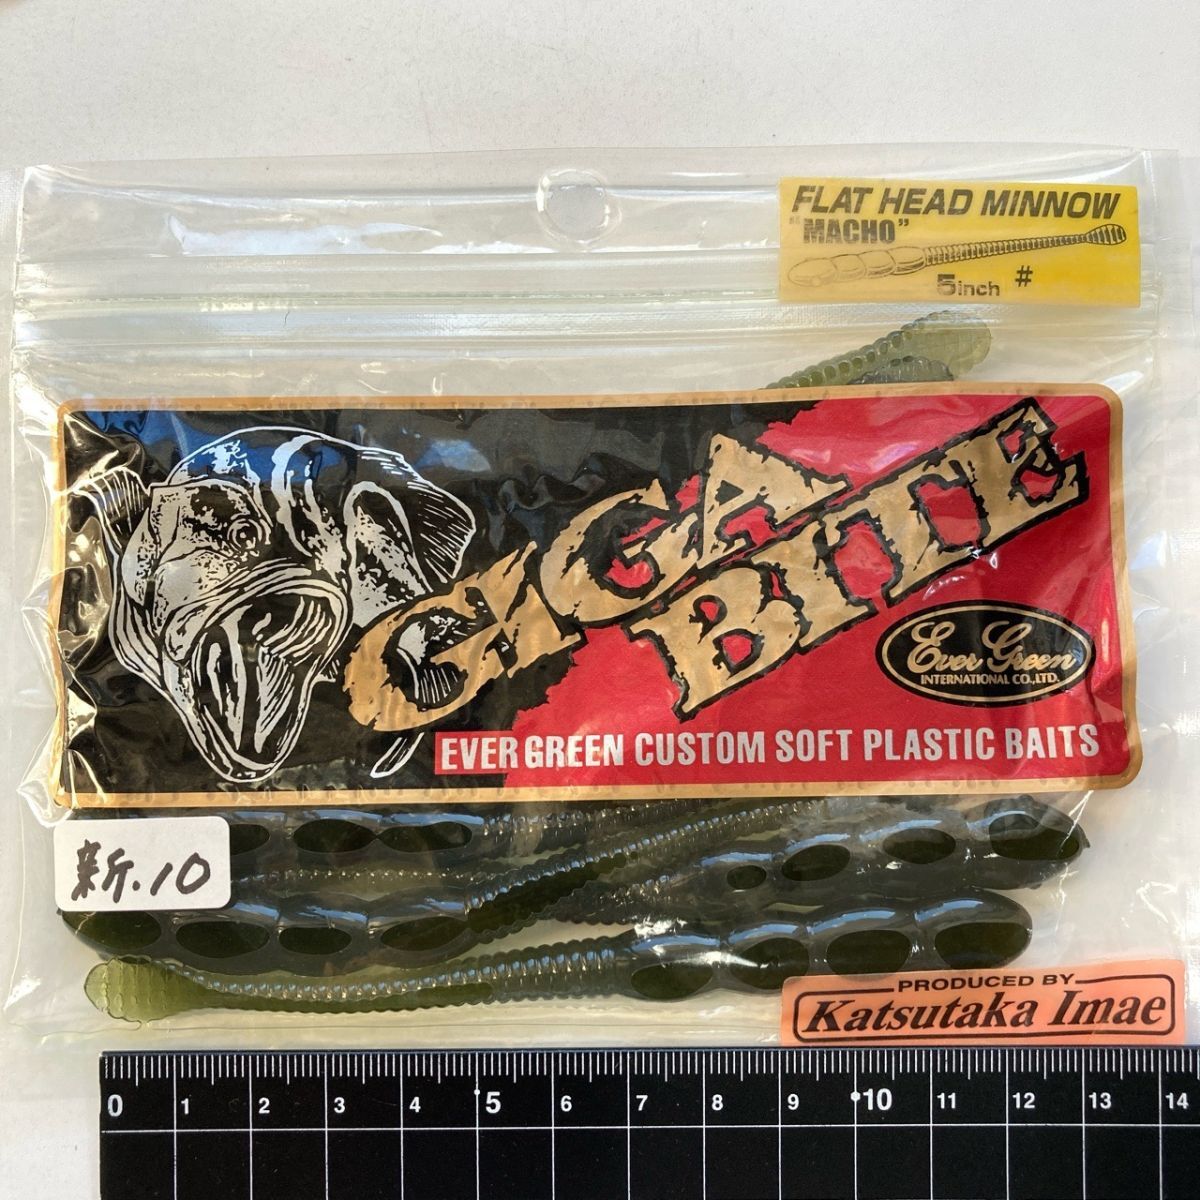 FLAT HEAD MINNOW
"MACHO"
5inch #
GIGA
BITE
Ever Green
INTERNATIONAL CO.,LTD.
EVER GREEN CUSTOM SOFT PLASTIC BAITS
新.10
PRODUCED BY
Katsutaka Imae
0 1 2 3 4 5 6 7 8 9 10 11 12 13 14